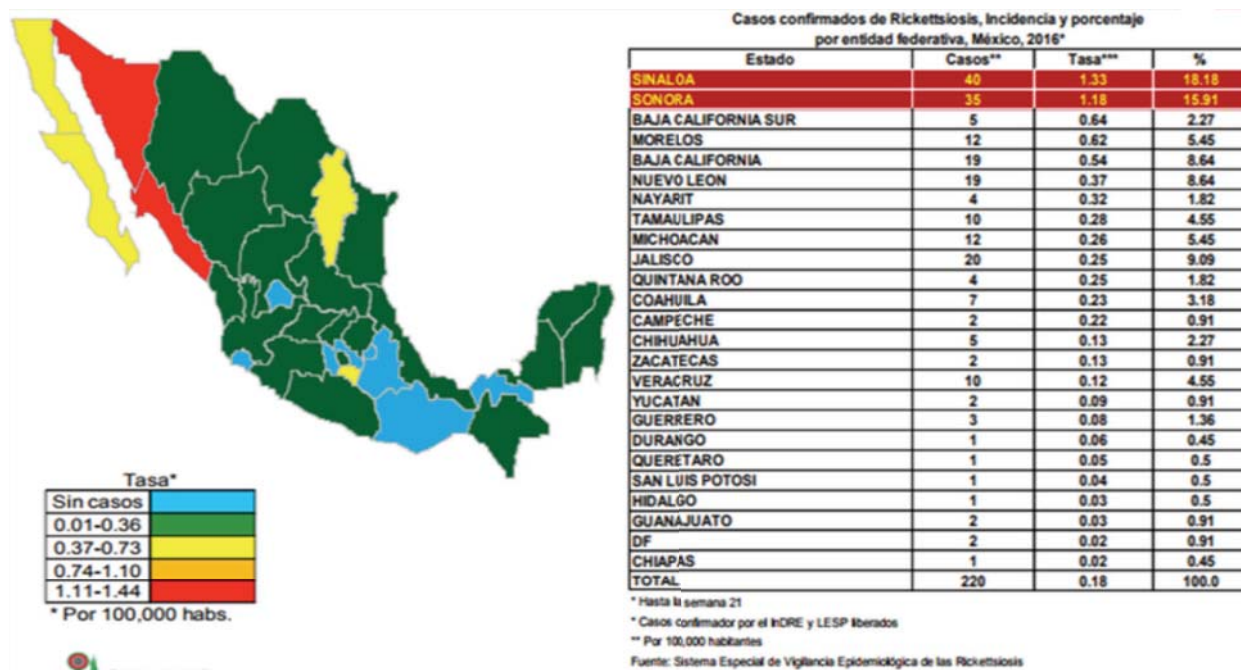 Casos confirmados de Rickettsiosis, Incidencia y porcentaje
por entidad federativa, México, 2016*
Estado Casos** Tasa*** %
SINALOA 40 1.33 18.18
SONORA 35 1.18 15.91
BAJA CALIFORNIA SUR 5 0.64 2.27
MORELOS 12 0.62 5.45
BAJA CALIFORNIA 19 0.54 8.64
NUEVO LEON 19 0.37 8.64
NAYARIT 4 0.32 1.82
TAMAULIPAS 10 0.28 4.55
MICHOACAN 12 0.26 5.45
JALISCO 20 0.25 9.09
QUINTANA ROO 4 0.25 1.82
COAHUILA 7 0.23 3.18
CAMPECHE 2 0.22 0.91
CHIHUAHUA 5 0.13 2.27
ZACATECAS 2 0.13 0.91
VERACRUZ 10 0.12 4.55
YUCATAN 2 0.09 0.91
GUERRERO 3 0.08 1.36
DURANGO 1 0.06 0.45
QUERETARO 1 0.05 0.5
SAN LUIS POTOSI 1 0.04 0.5
HIDALGO 1 0.03 0.5
GUANAJUATO 2 0.03 0.91
DF 2 0.02 0.91
CHIAPAS 1 0.02 0.45
TOTAL 220 0.18 100.0
* Hasta la semana 21
* Casos confirmador por el InDRE y LESP liberados
** Por 100,000 habitantes
Fuente: Sistema Especial de Vigilancia Epidemiológica de las Rickettsiosis
Tasa*
Sin casos
0.01-0.36
0.37-0.73
0.74-1.10
1.11-1.44
* Por 100,000 habs.